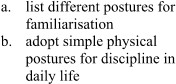 a. list different postures for
familiarisation
b. adopt simple physical
postures for discipline in
daily life